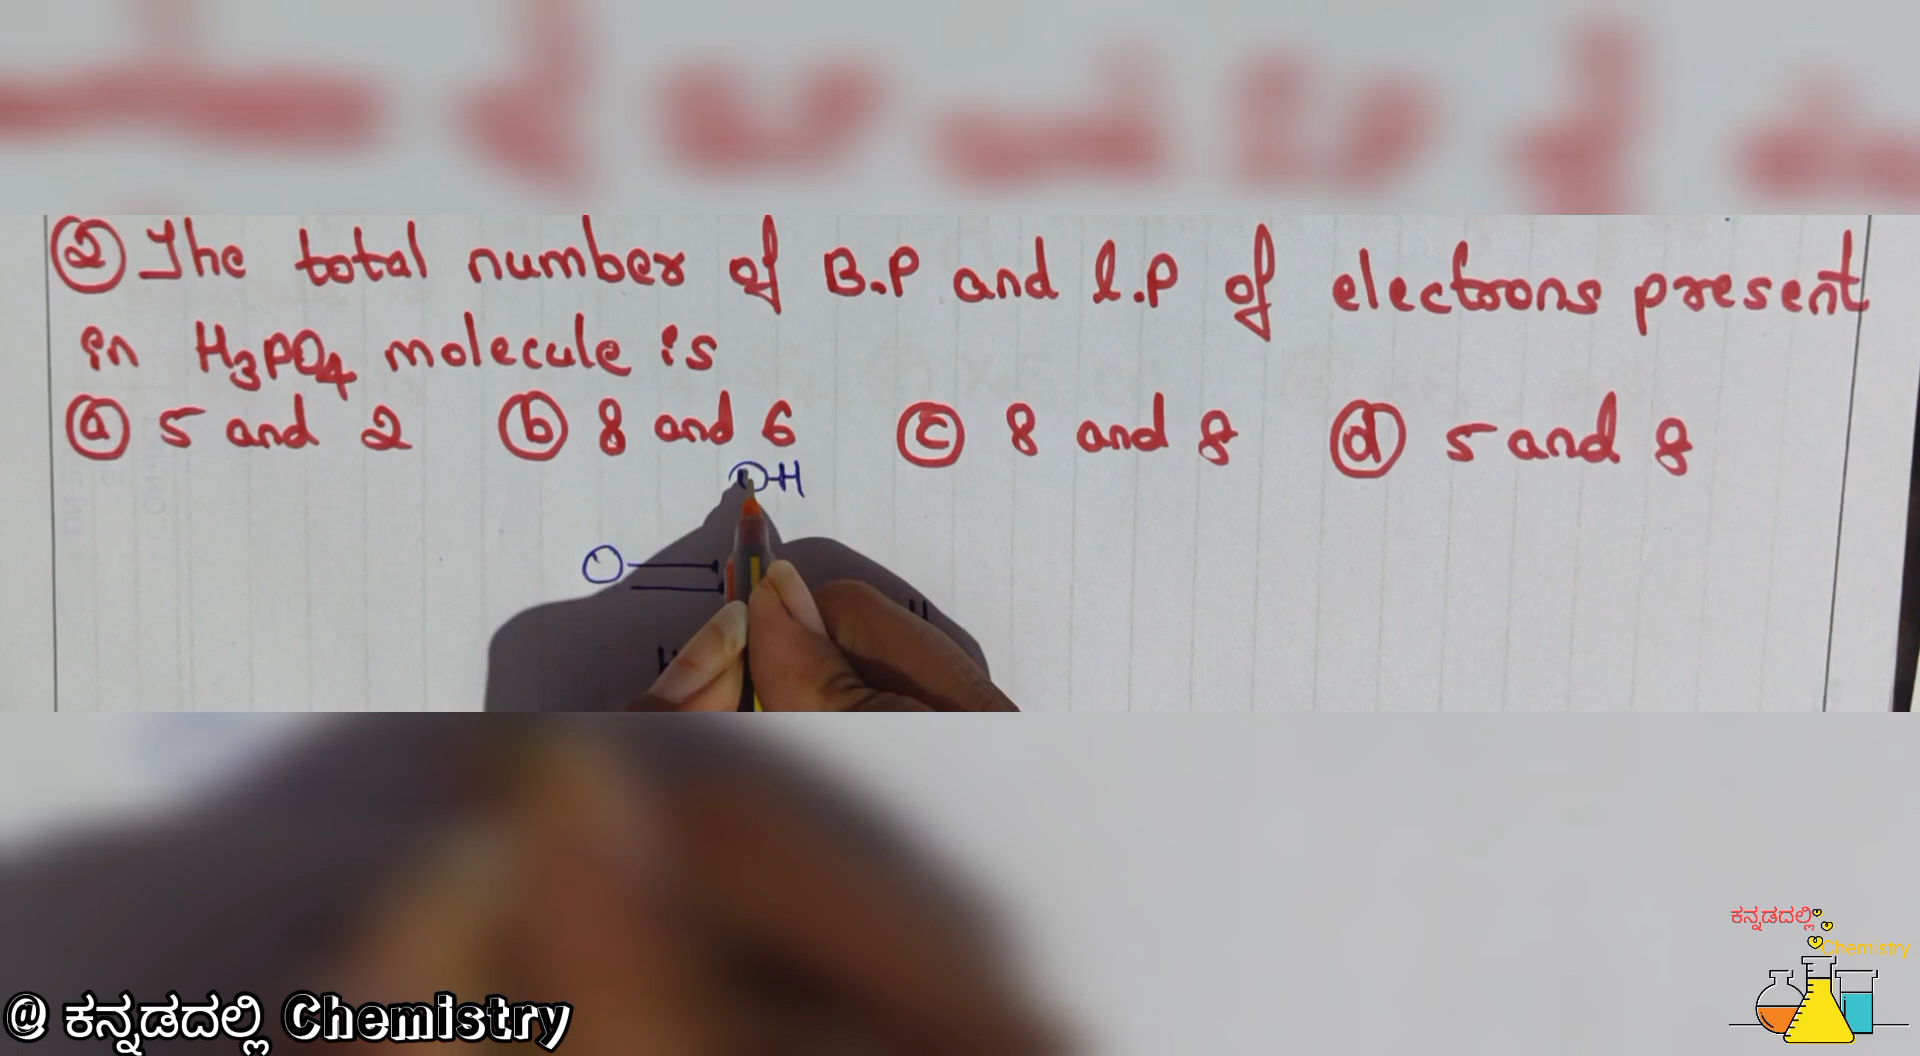 ② The total number of B.P and l.P of electrons present
in H₃PO₄ molecule is
ⓐ 5 and 2 ⓑ 8 and 6 ⓒ 8 and 8 ⓓ 5 and 8
O-H
O
H
ಕನ್ನಡದಲ್ಲಿ
Chemistry
@ ಕನ್ನಡದಲ್ಲಿ Chemistry